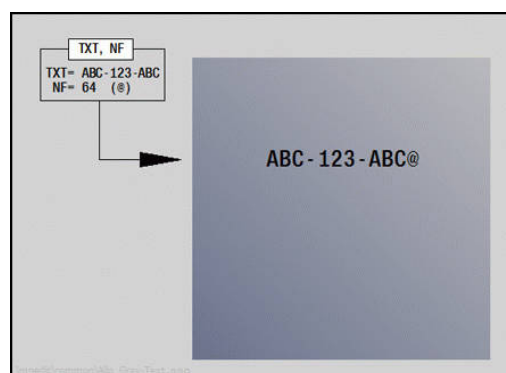 TXT, NF
TXT= ABC-123-ABC
NF= 64 (@)
ABC-123-ABC@